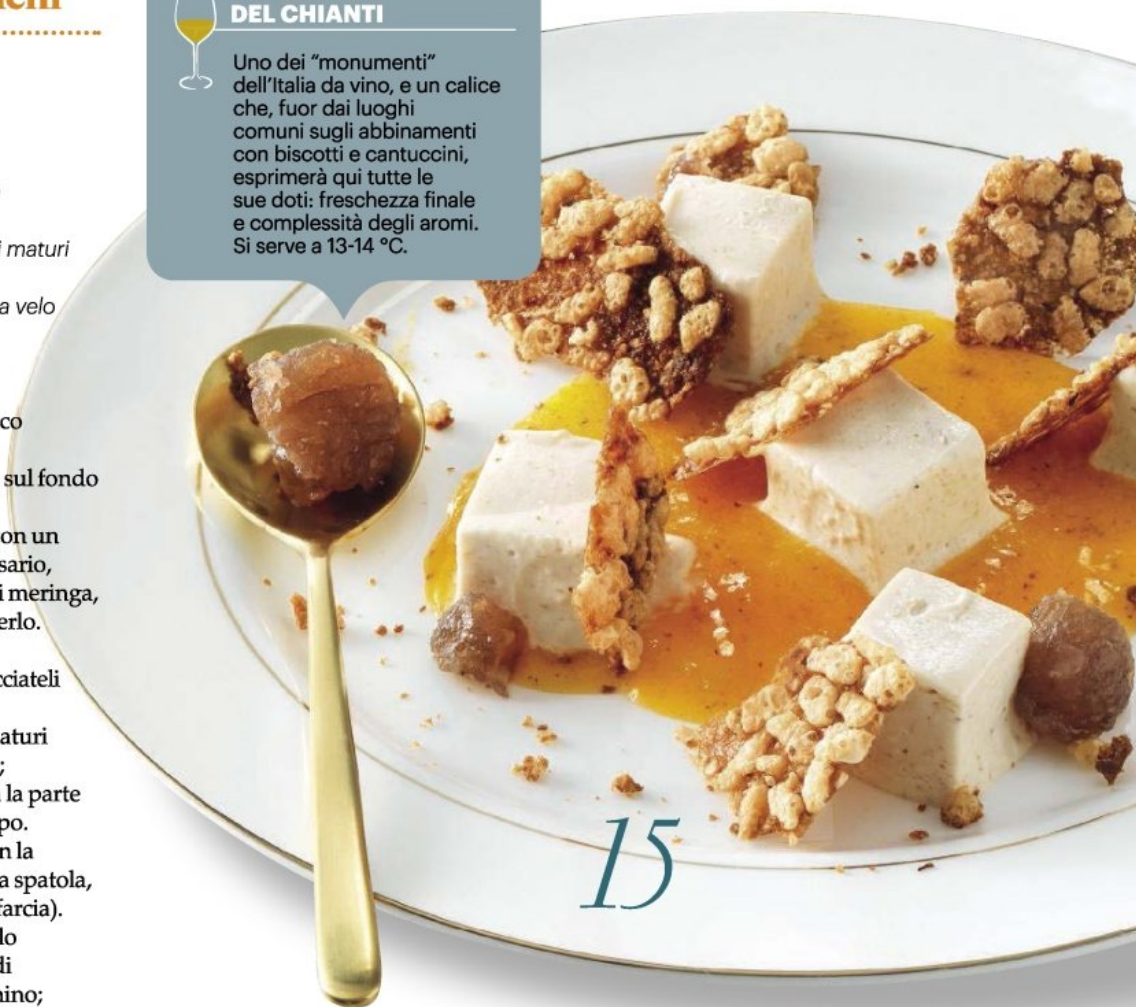 DEL CHIANTI
Uno dei “monumenti”
dell’Italia da vino, e un calice
che, fuor dai luoghi
comuni sugli abbinamenti
con biscotti e cantuccini,
esprimerà qui tutte le
sue doti: freschezza finale
e complessità degli aromi.
Si serve a 13-14 °C.
i maturi
a velo
co
sul fondo
on un
sario,
i meringa,
erlo.
cciateli
aturi
;
la parte
po.
n la
a spatola,
farcia).
lo
di
nino;
15